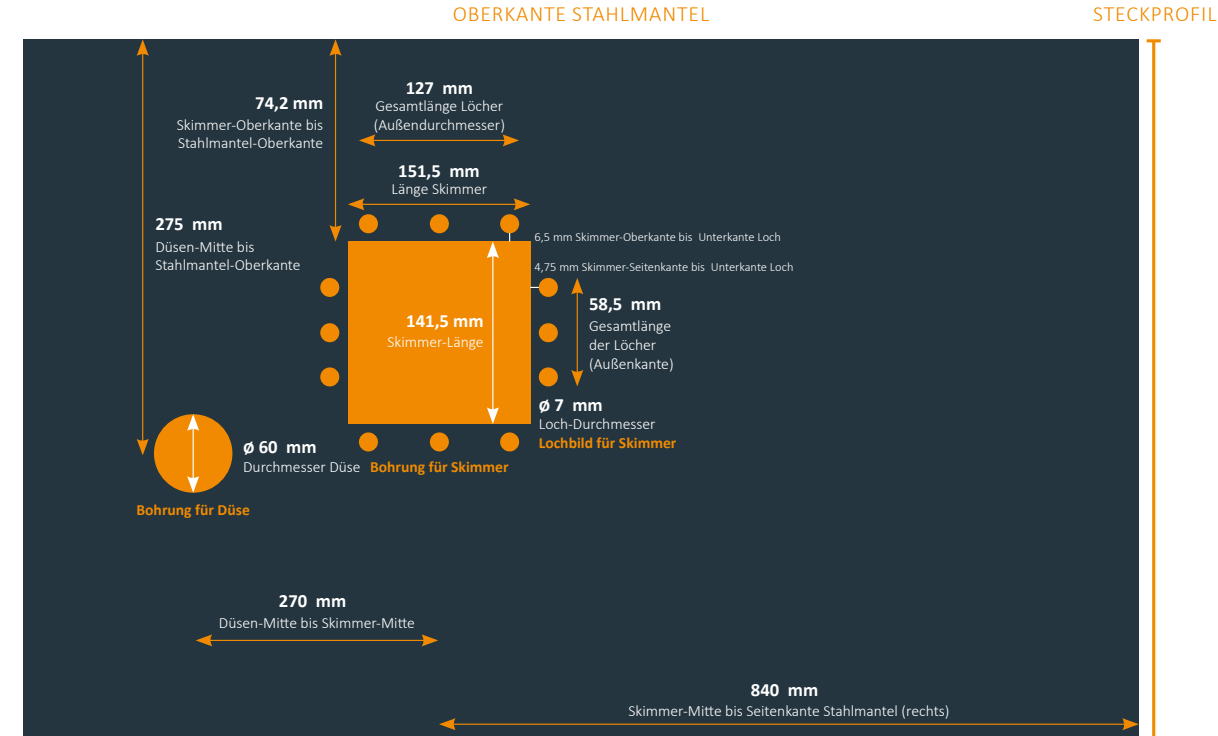 OBERKANTE STAHLMANTEL
STECKPROFIL
74,2 mm
Skimmer-Oberkante bis
Stahlmantel-Oberkante
127 mm
Gesamtlänge Löcher
(Außendurchmesser)
151,5 mm
Länge Skimmer
275 mm
Düsen-Mitte bis
Stahlmantel-Oberkante
6,5 mm Skimmer-Oberkante bis Unterkante Loch
4,75 mm Skimmer-Seitenkante bis Unterkante Loch
141,5 mm
Skimmer-Länge
58,5 mm
Gesamtlänge
der Löcher
(Außenkante)
ø 7 mm
Loch-Durchmesser
Lochbild für Skimmer
ø 60 mm
Durchmesser Düse
Bohrung für Skimmer
Bohrung für Düse
270 mm
Düsen-Mitte bis Skimmer-Mitte
840 mm
Skimmer-Mitte bis Seitenkante Stahlmantel (rechts)